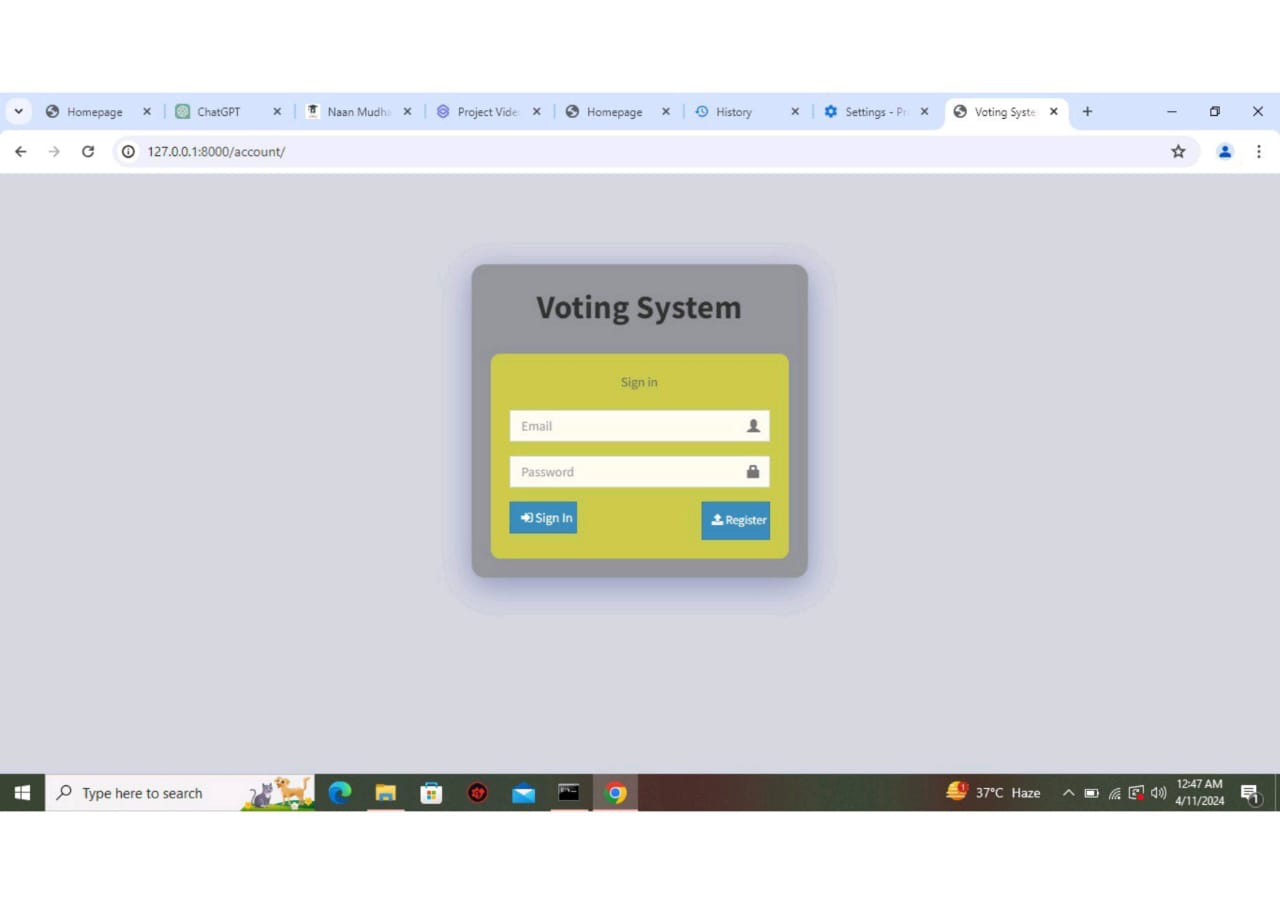 Homepage ChatGPT Naan Mudha Project Vide Homepage History Settings - Pr Voting Syste
127.0.0.1:8000/account/
Voting System
Sign in
Email
Password
Sign In Register
Type here to search 37°C Haze 12:47 AM
4/11/2024 1